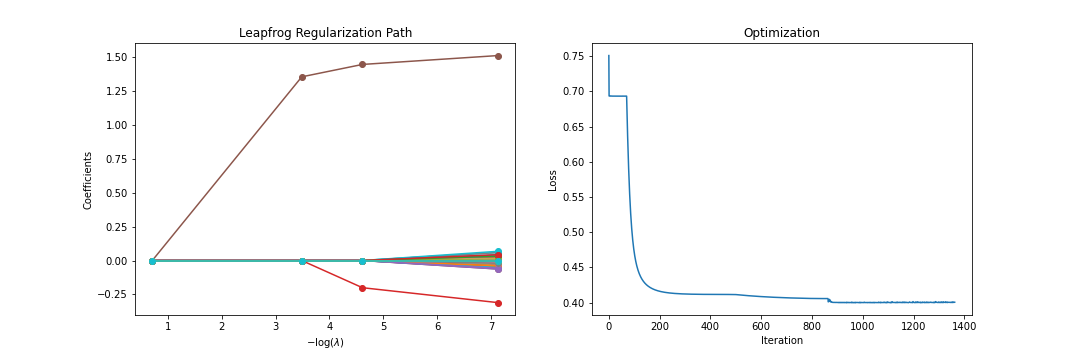 Leapfrog Regularization Path
1.50
1.25
1.00
0.75
0.50
0.25
0.00
−0.25
Coefficients
1 2 3 4 5 6 7
−log(λ)
Optimization
0.75
0.70
0.65
0.60
0.55
0.50
0.45
0.40
Loss
0 200 400 600 800 1000 1200 1400
Iteration